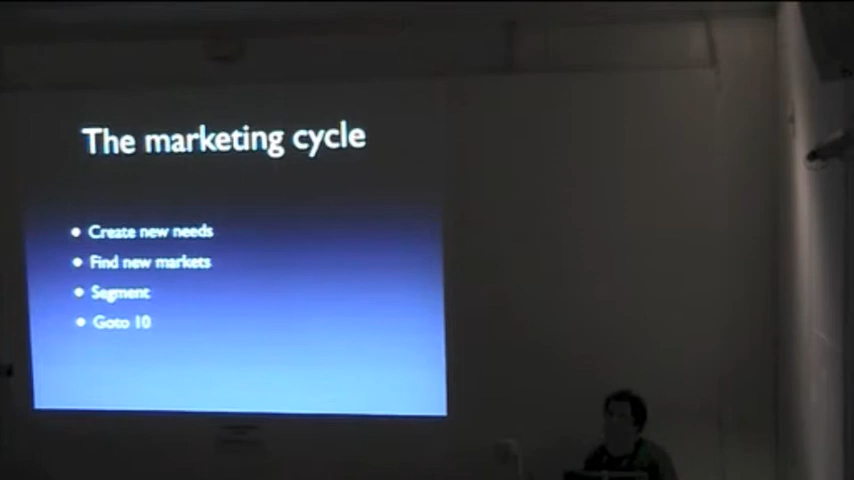 The marketing cycle
Create new needs
Find new markets
Segment
Goto 10